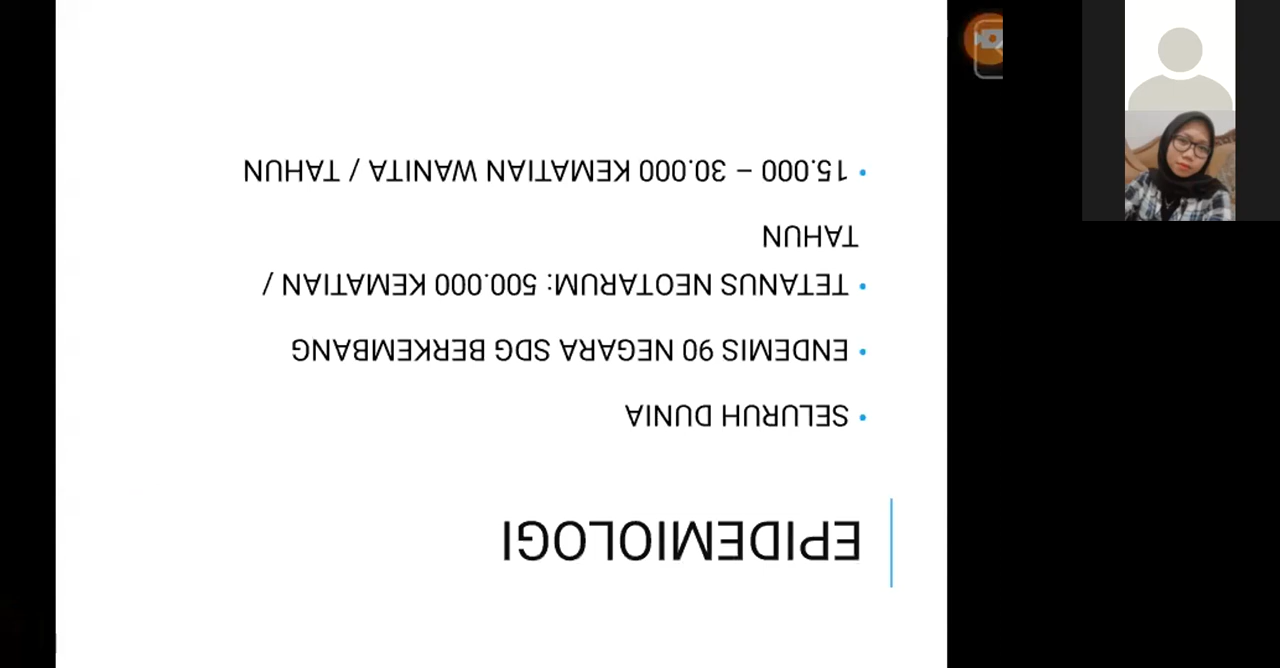 EPIDEMIOLOGI
• SELURUH DUNIA
• ENDEMIS 90 NEGARA SDG BERKEMBANG
• TETANUS NEOTARUM: 500.000 KEMATIAN /
TAHUN
• 15.000 – 30.000 KEMATIAN WANITA / TAHUN